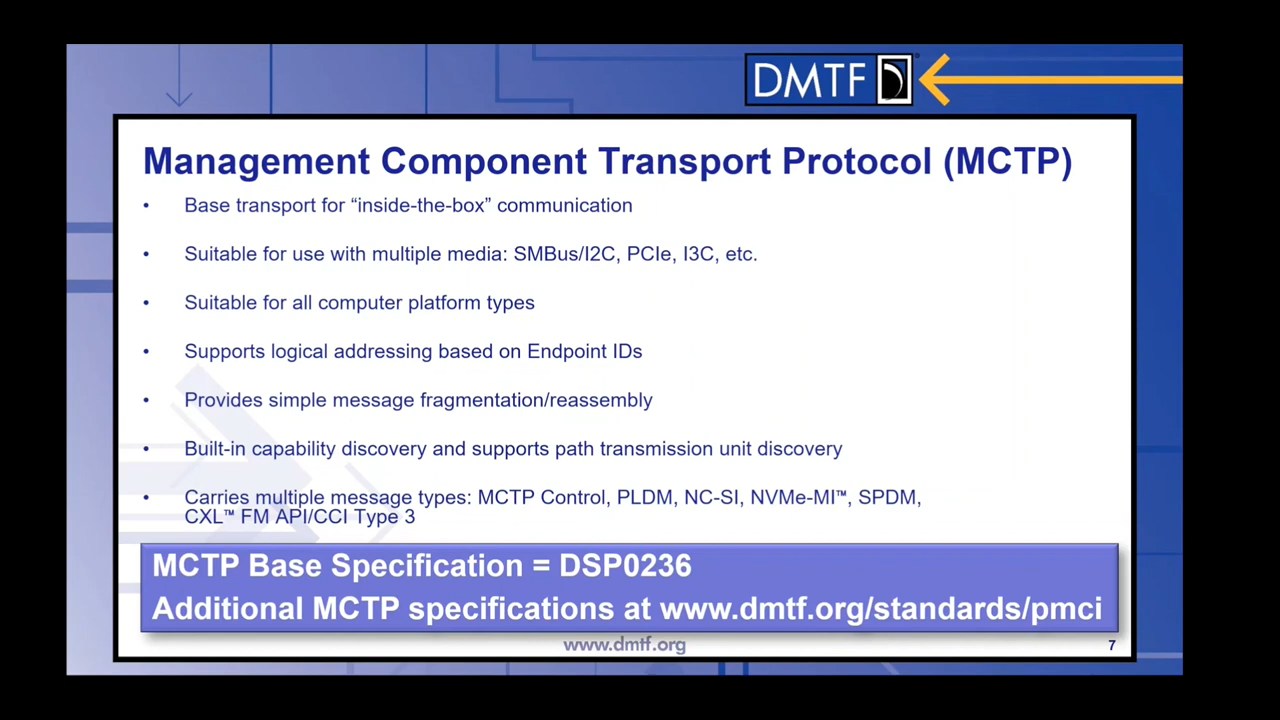 DMTF
Management Component Transport Protocol (MCTP)
• Base transport for “inside-the-box” communication
• Suitable for use with multiple media: SMBus/I2C, PCIe, I3C, etc.
• Suitable for all computer platform types
• Supports logical addressing based on Endpoint IDs
• Provides simple message fragmentation/reassembly
• Built-in capability discovery and supports path transmission unit discovery
• Carries multiple message types: MCTP Control, PLDM, NC-SI, NVMe-MI™, SPDM,
CXL™ FM API/CCI Type 3
MCTP Base Specification = DSP0236
Additional MCTP specifications at www.dmtf.org/standards/pmci
www.dmtf.org
7